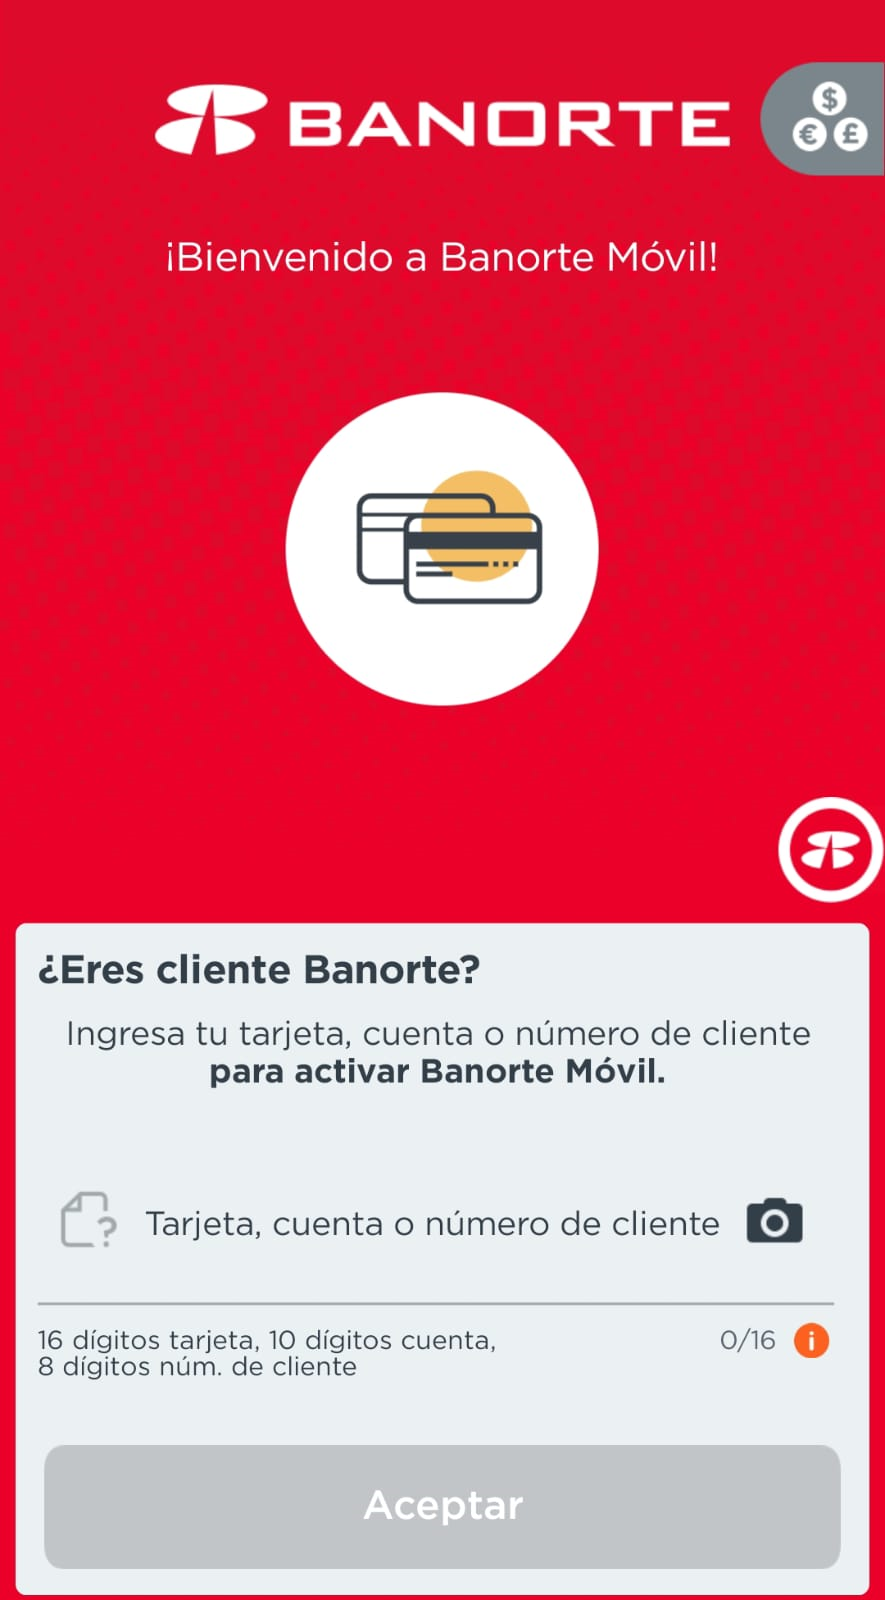 BANORTE
$
€ £
¡Bienvenido a Banorte Móvil!
¿Eres cliente Banorte?
Ingresa tu tarjeta, cuenta o número de cliente
para activar Banorte Móvil.
? Tarjeta, cuenta o número de cliente
16 dígitos tarjeta, 10 dígitos cuenta, 0/16 i
8 dígitos núm. de cliente
Aceptar